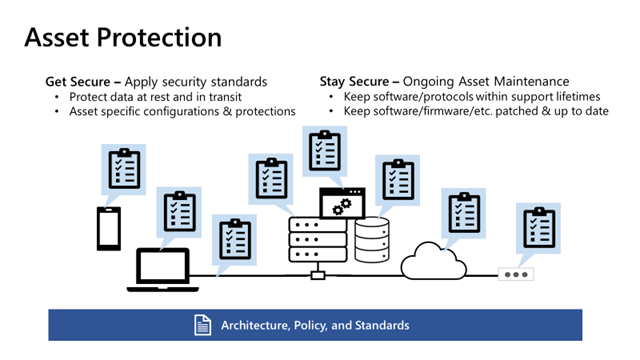 Asset Protection
Get Secure – Apply security standards
• Protect data at rest and in transit
• Asset specific configurations & protections
Stay Secure – Ongoing Asset Maintenance
• Keep software/protocols within support lifetimes
• Keep software/firmware/etc. patched & up to date
Architecture, Policy, and Standards